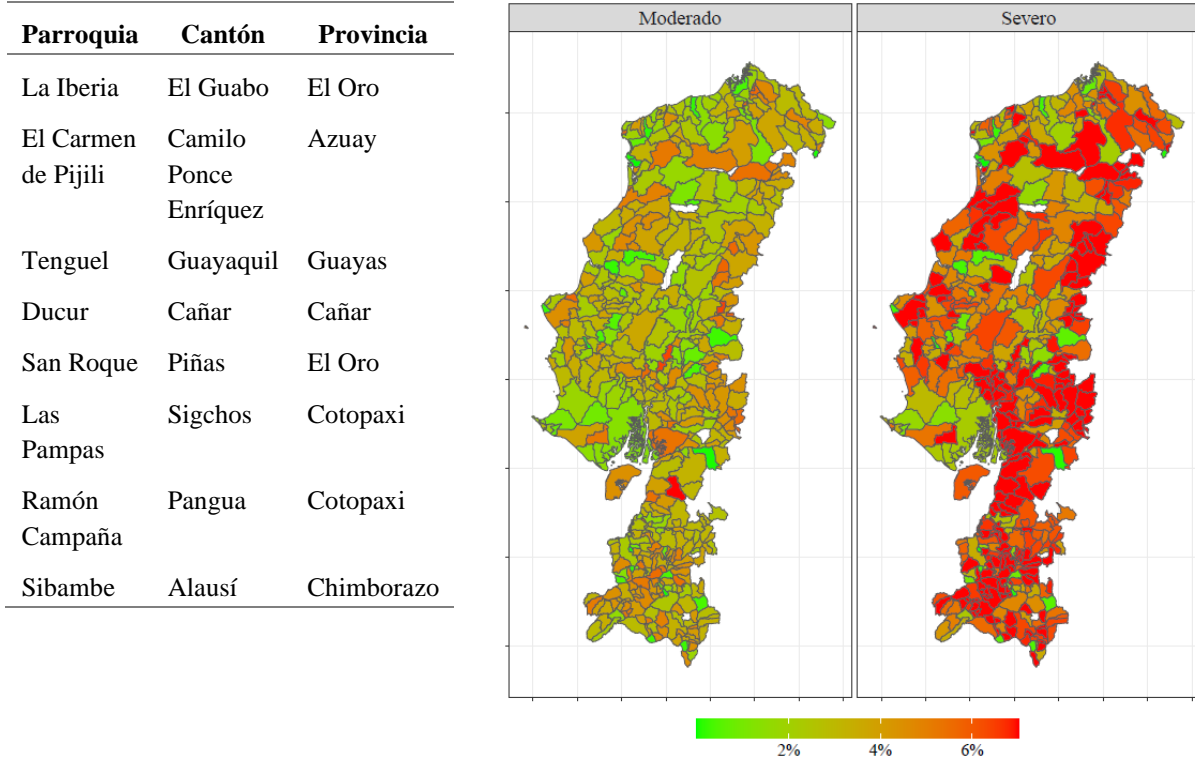 Parroquia Cantón Provincia
La Iberia El Guabo El Oro
El Carmen Camilo Azuay
de Pijili Ponce
Enríquez
Tenguel Guayaquil Guayas
Ducur Cañar Cañar
San Roque Piñas El Oro
Las Sigchos Cotopaxi
Pampas
Ramón Pangua Cotopaxi
Campaña
Sibambe Alausí Chimborazo
Moderado Severo
2% 4% 6%